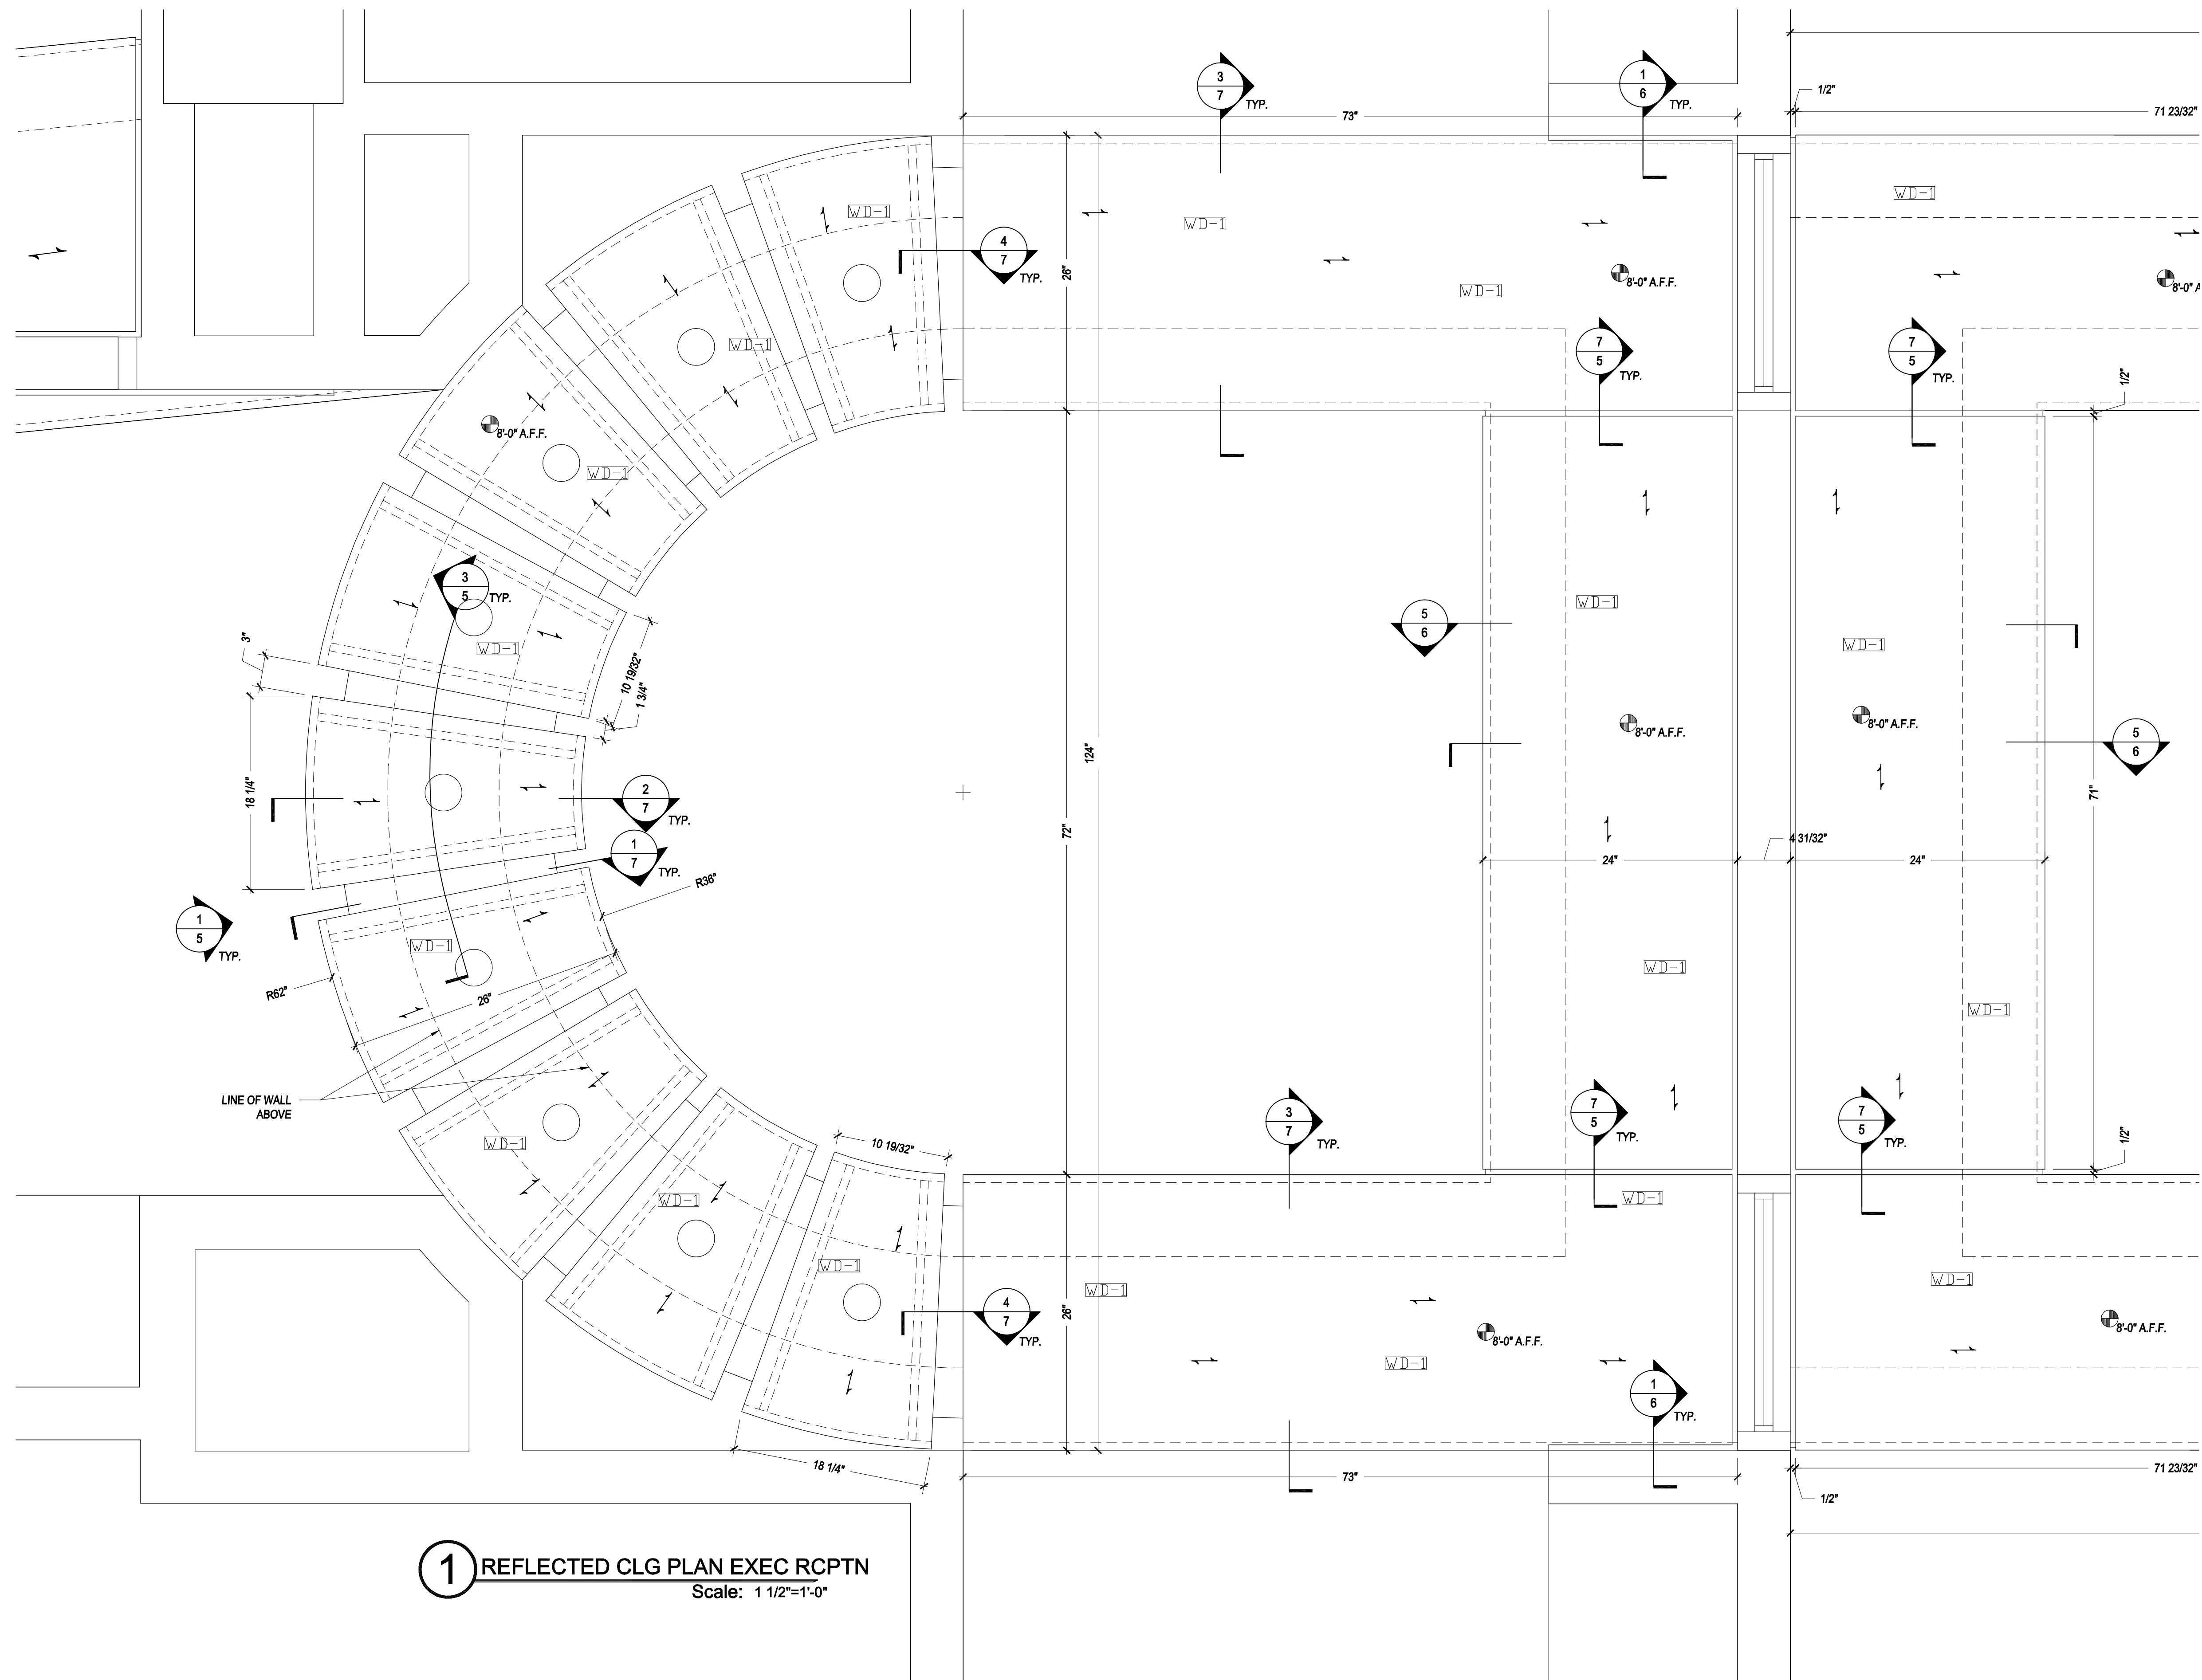 3
7
TYP.
1
6
TYP.
1/2"
73"
71 23/32"
WD-1
WD-1
WD-1
4
7
TYP.
26"
8'-0" A.F.F.
8'-0" A
WD-1
WD-1
7
5
TYP.
7
5
TYP.
1/2"
8'-0" A.F.F.
WD-1
3
5
TYP.
WD-1
5
6
WD-1
WD-1
3"
10 19/32"
1 3/4"
8'-0" A.F.F.
8'-0" A.F.F.
5
6
124"
18 1/4"
71"
2
7
TYP.
72"
4 31/32"
1
7
TYP.
24"
24"
R36"
1
5
TYP.
WD-1
WD-1
R62"
26"
WD-1
LINE OF WALL
ABOVE
3
7
TYP.
7
5
TYP.
7
5
TYP.
1/2"
WD-1
10 19/32"
WD-1
WD-1
WD-1
WD-1
WD-1
4
7
TYP.
26"
8'-0" A.F.F.
8'-0" A.F.F.
WD-1
1
6
TYP.
18 1/4"
73"
71 23/32"
1/2"
1
REFLECTED CLG PLAN EXEC RCPTN
Scale: 1 1/2"=1'-0"